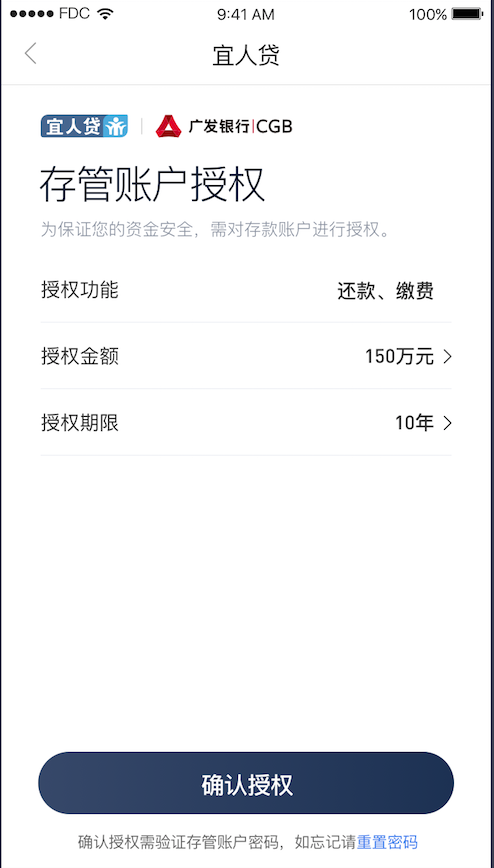 FDC 9:41 AM 100%
宜人贷
宜人贷 广发银行|CGB
存管账户授权
为保证您的资金安全，需对存款账户进行授权。
授权功能 还款、缴费
授权金额 150万元
授权期限 10年
确认授权
确认授权需验证存管账户密码，如忘记请重置密码